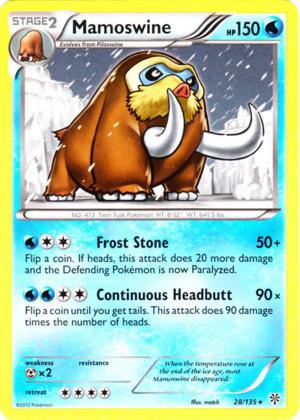 STAGE2 Mamoswine HP150
Evolves from Piloswine
NO. 473 Twin Tusk Pokémon HT: 8'02" WT: 641.5 lbs.
Frost Stone 50+
Flip a coin. If heads, this attack does 20 more damage
and the Defending Pokémon is now Paralyzed.
Continuous Headbutt 90×
Flip a coin until you get tails. This attack does 90 damage
times the number of heads.
weakness resistance
×2
retreat
When the temperature rose at
the end of the ice age, most
Mamoswine disappeared.
©2012 Pokémon Illus. match 28/135★